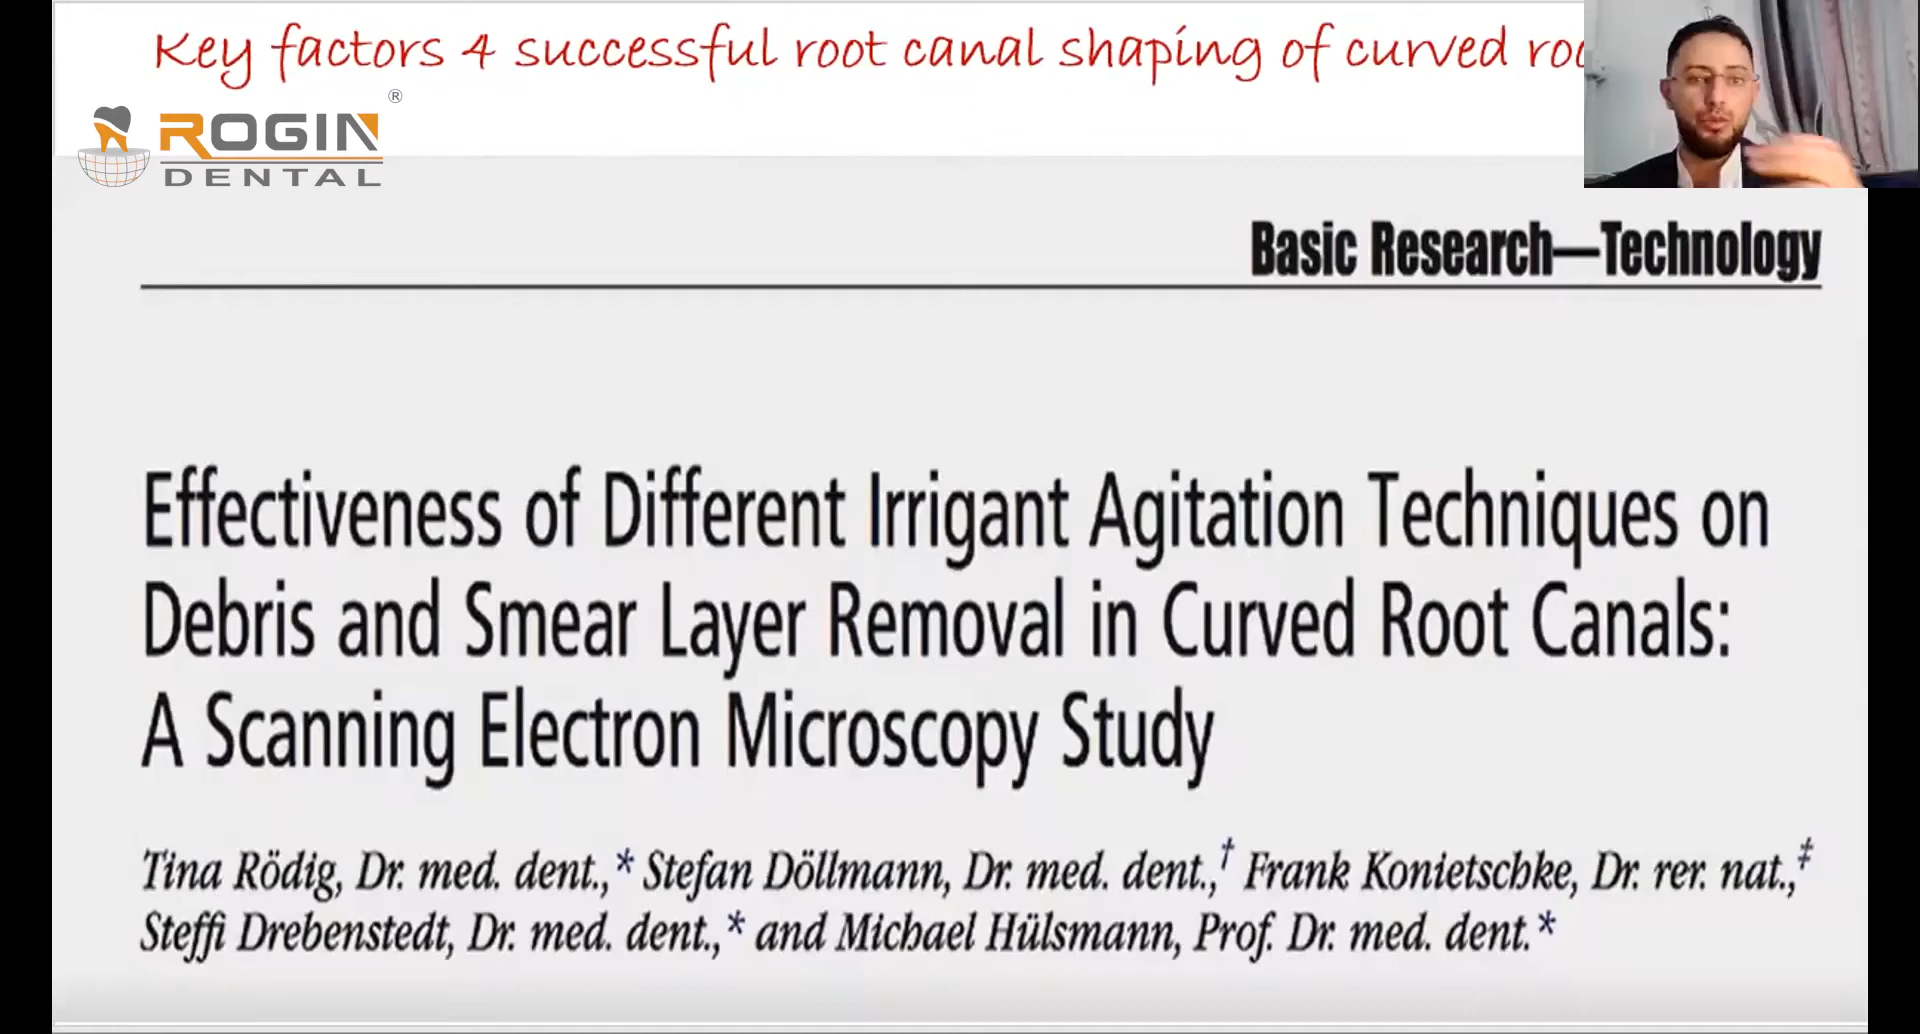 Key factors 4 successful root canal shaping of curved
ROGIN®
DENTAL
Basic Research—Technology
Effectiveness of Different Irrigant Agitation Techniques on
Debris and Smear Layer Removal in Curved Root Canals:
A Scanning Electron Microscopy Study
Tina Rödig, Dr. med. dent.,* Stefan Döllmann, Dr. med. dent.,† Frank Konietschke, Dr. rer. nat.,‡
Steffi Drebenstedt, Dr. med. dent.,* and Michael Hülsmann, Prof. Dr. med. dent.*